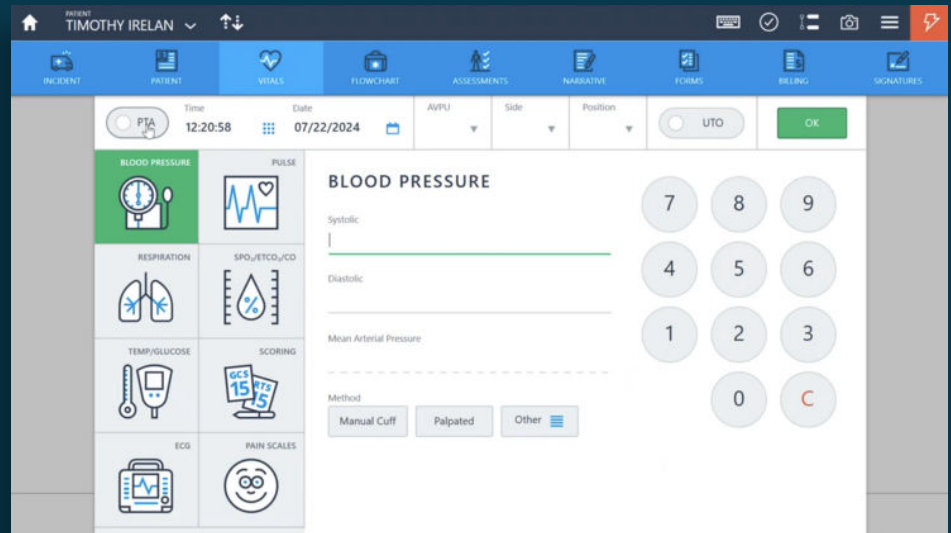 PATIENT
TIMOTHY IRELAN
INCIDENT
PATIENT
VITALS
FLOWCHART
ASSESSMENTS
NARRATIVE
FORMS
BILLING
SIGNATURES
PTA
Time
12:20:58
Date
07/22/2024
AVPU
Side
Position
UTO
OK
BLOOD PRESSURE
PULSE
RESPIRATION
SPO₂/ETCO₂/CO
%
TEMP/GLUCOSE
SCORING
GCS
15
RTS
5
ECG
PAIN SCALES
BLOOD PRESSURE
Systolic
Diastolic
Mean Arterial Pressure
Method
Manual Cuff Palpated Other
7 8 9
4 5 6
1 2 3
0 C